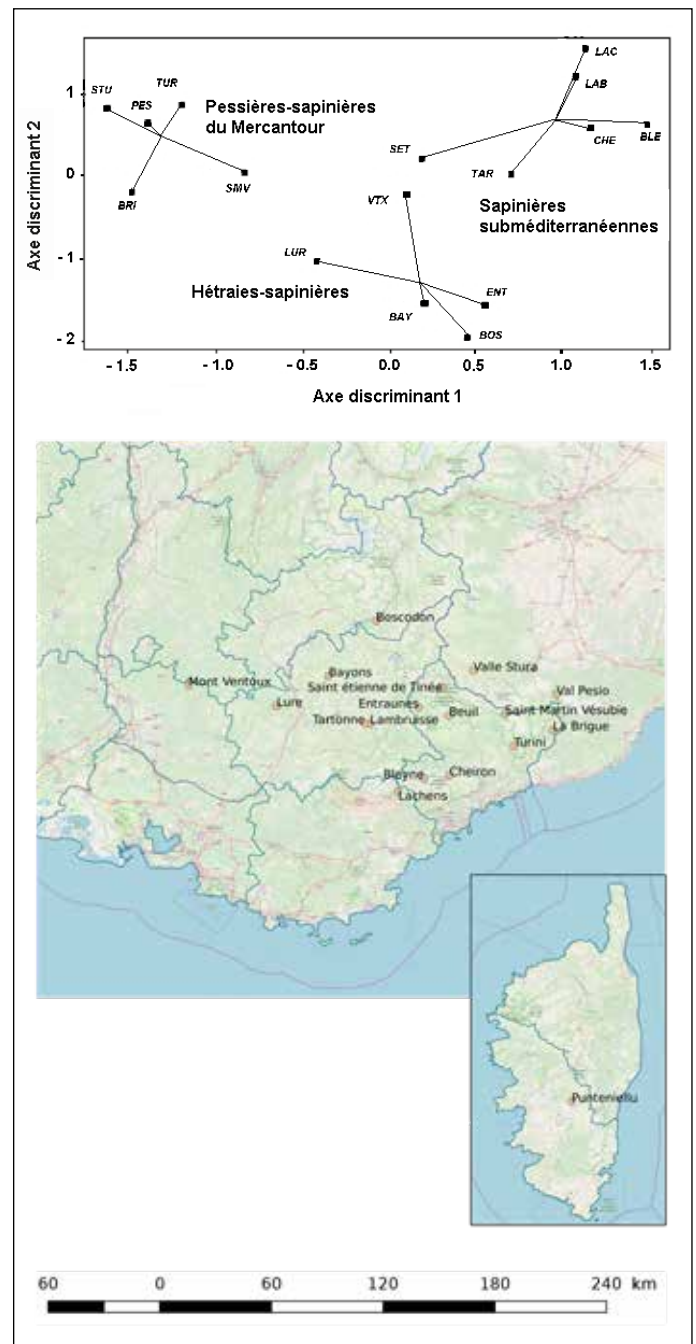 LAC
STU
TUR
PES
LAB
1
Pessières-sapinières
du Mercantour
CHE
BLE
SET
TAR
0
SMV
BRI
VTX
Sapinières
subméditerranéennes
LUR
- 1
Hétraies-sapinières
ENT
BAY
BOS
- 2
Axe discriminant 2
- 1.5
- 1.0
- 0.5
0.0
0.5
1.0
1.5
Axe discriminant 1
Boscodon
Bayons
Valle Stura
Mont Ventoux
Saint étienne de Tinée
Val Pesio
Lure
Entraunes
Beuil
Saint Martin Vésubie
Tartonne Lambruisse
La Brigue
Turini
Bleyne
Cheiron
Lachens
Punteniellu
60 0 60 120 180 240 km